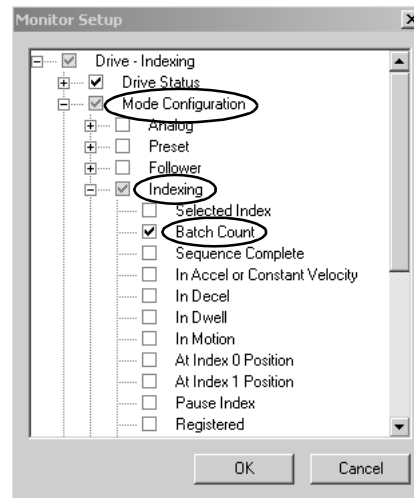 Monitor Setup
Drive - Indexing
Drive Status
Mode Configuration
Analog
Preset
Follower
Indexing
Selected Index
Batch Count
Sequence Complete
In Accel or Constant Velocity
In Decel
In Dwell
In Motion
At Index 0 Position
At Index 1 Position
Pause Index
Registered
OK
Cancel